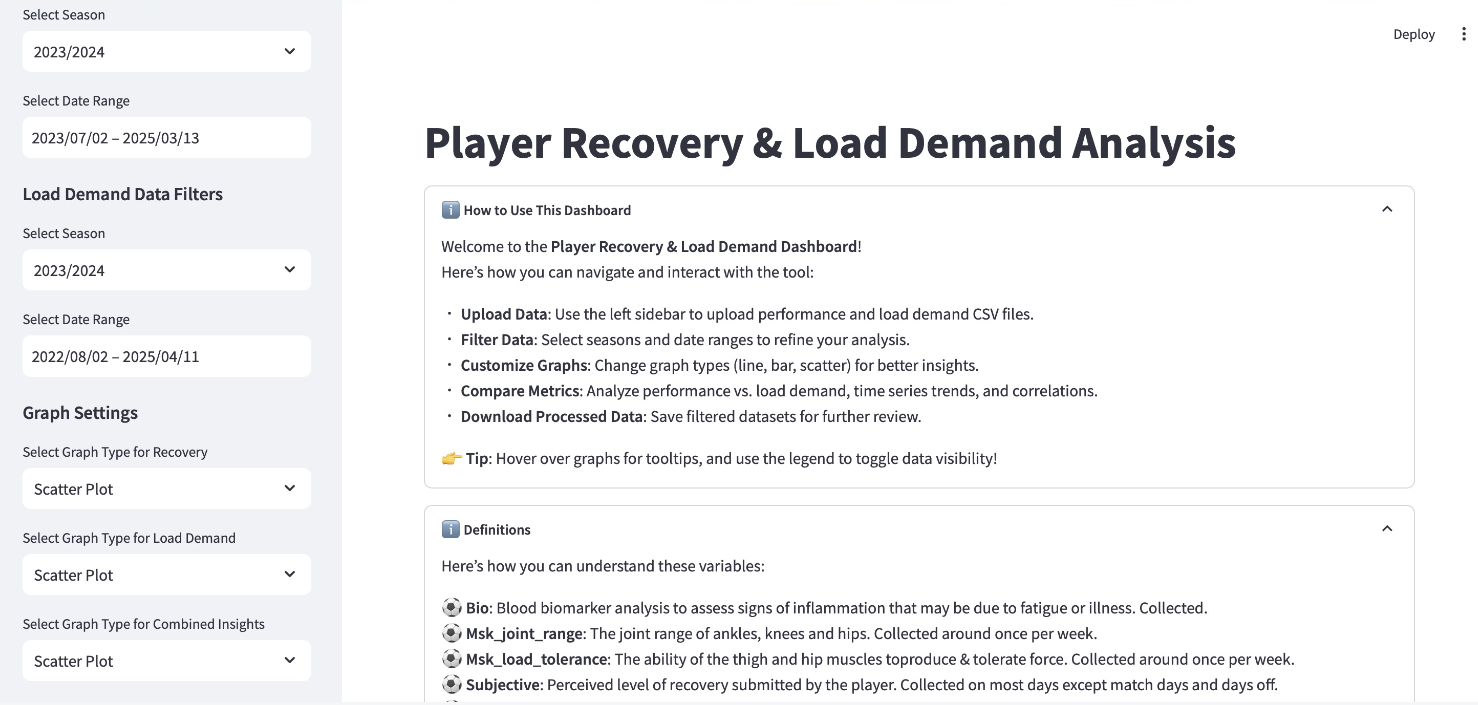 Select Season
2023/2024
Select Date Range
2023/07/02 – 2025/03/13
Load Demand Data Filters
Select Season
2023/2024
Select Date Range
2022/08/02 – 2025/04/11
Graph Settings
Select Graph Type for Recovery
Scatter Plot
Select Graph Type for Load Demand
Scatter Plot
Select Graph Type for Combined Insights
Scatter Plot
Deploy
Player Recovery & Load Demand Analysis
ℹ️ How to Use This Dashboard
Welcome to the Player Recovery & Load Demand Dashboard!
Here’s how you can navigate and interact with the tool:
• Upload Data: Use the left sidebar to upload performance and load demand CSV files.
• Filter Data: Select seasons and date ranges to refine your analysis.
• Customize Graphs: Change graph types (line, bar, scatter) for better insights.
• Compare Metrics: Analyze performance vs. load demand, time series trends, and correlations.
• Download Processed Data: Save filtered datasets for further review.
👉 Tip: Hover over graphs for tooltips, and use the legend to toggle data visibility!
ℹ️ Definitions
Here’s how you can understand these variables:
⚽ Bio: Blood biomarker analysis to assess signs of inflammation that may be due to fatigue or illness. Collected.
⚽ Msk_joint_range: The joint range of ankles, knees and hips. Collected around once per week.
⚽ Msk_load_tolerance: The ability of the thigh and hip muscles toproduce & tolerate force. Collected around once per week.
⚽ Subjective: Perceived level of recovery submitted by the player. Collected on most days except match days and days off.